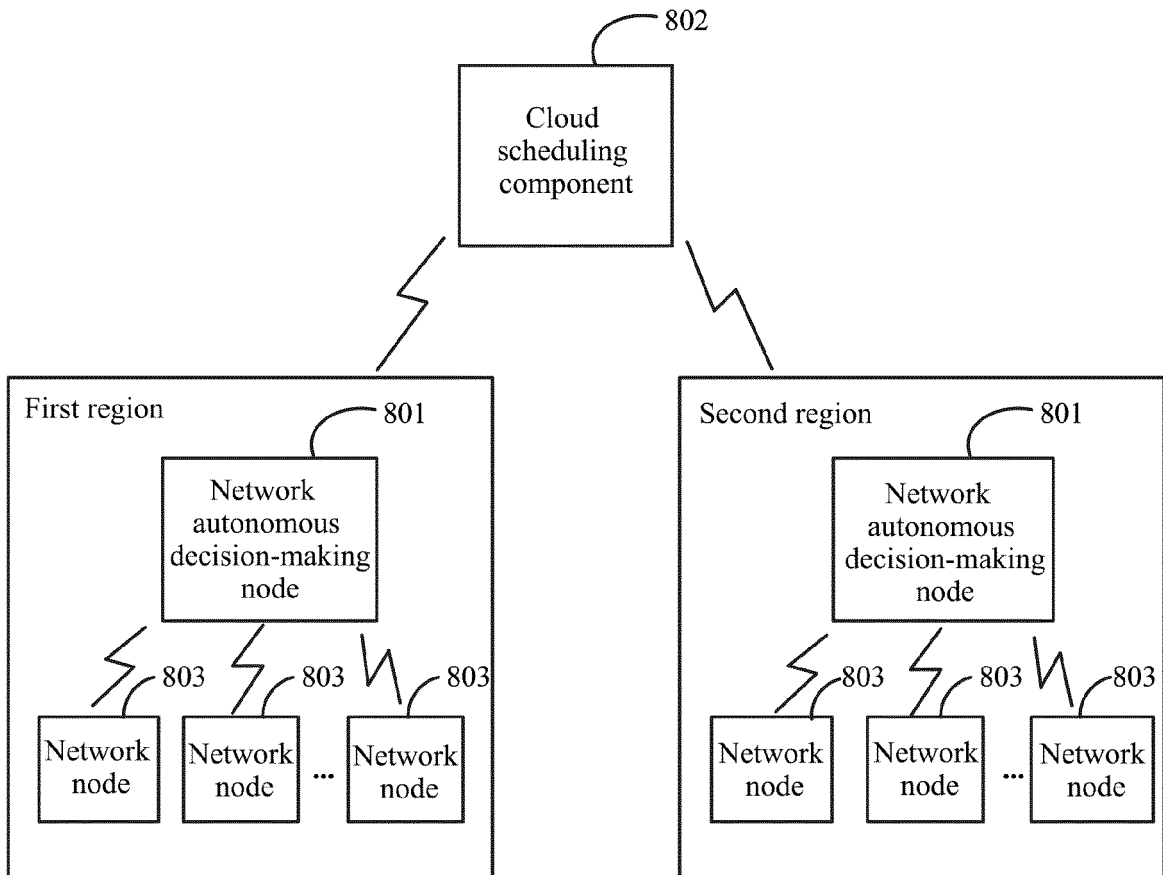 802
Cloud
scheduling
component
First region
801
Network
autonomous
decision-making
node
803
803
803
Network
node
Network
node
...
Network
node
Second region
801
Network
autonomous
decision-making
node
803
803
803
Network
node
Network
node
...
Network
node